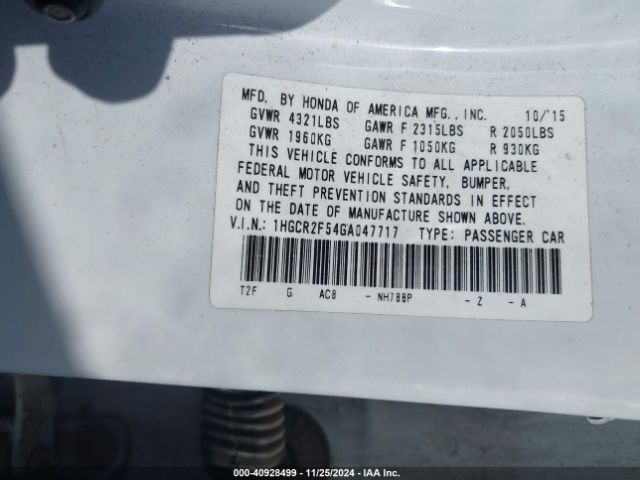 MFD. BY HONDA OF AMERICA MFG., INC. 10/'15
GVWR 4321LBS GAWR F 2315LBS R 2050LBS
GVWR 1960KG GAWR F 1050KG R 930KG
THIS VEHICLE CONFORMS TO ALL APPLICABLE
FEDERAL MOTOR VEHICLE SAFETY, BUMPER,
AND THEFT PREVENTION STANDARDS IN EFFECT
ON THE DATE OF MANUFACTURE SHOWN ABOVE.
V.I.N.: 1HGCR2F54GA047717 TYPE: PASSENGER CAR
T2F G AC8 - NH788P - Z - A
000-40928499 - 11/25/2024 - IAA Inc.